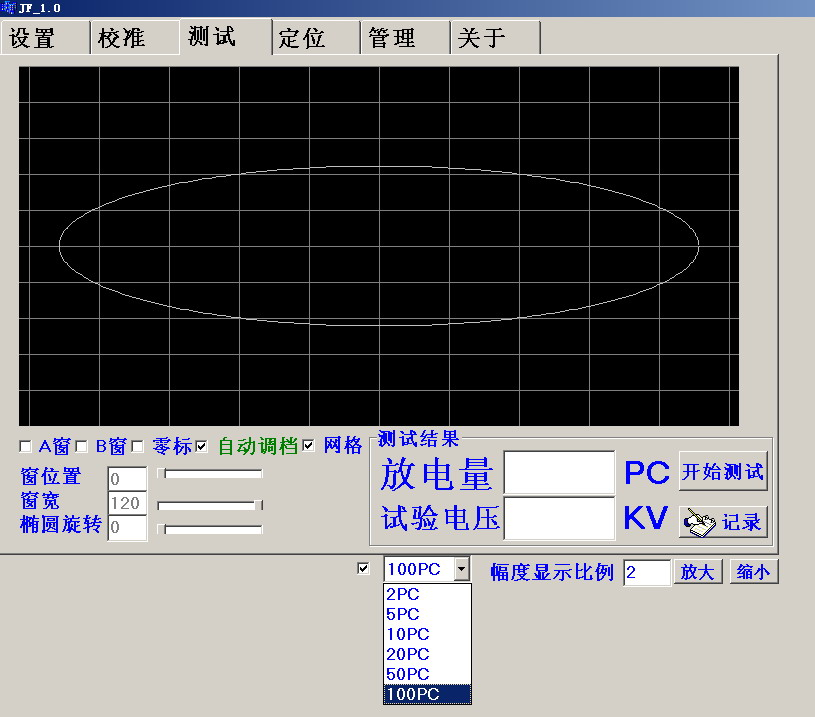 JF_1.0
设置 校准 测试 定位 管理 关于
A窗 B窗 零标 自动调档 网格
窗位置 0
窗宽 120
椭圆旋转 0
测试结果
放电量 PC 开始测试
试验电压 KV 记录
100PC 幅度显示比例 2 放大 缩小
2PC
5PC
10PC
20PC
50PC
100PC